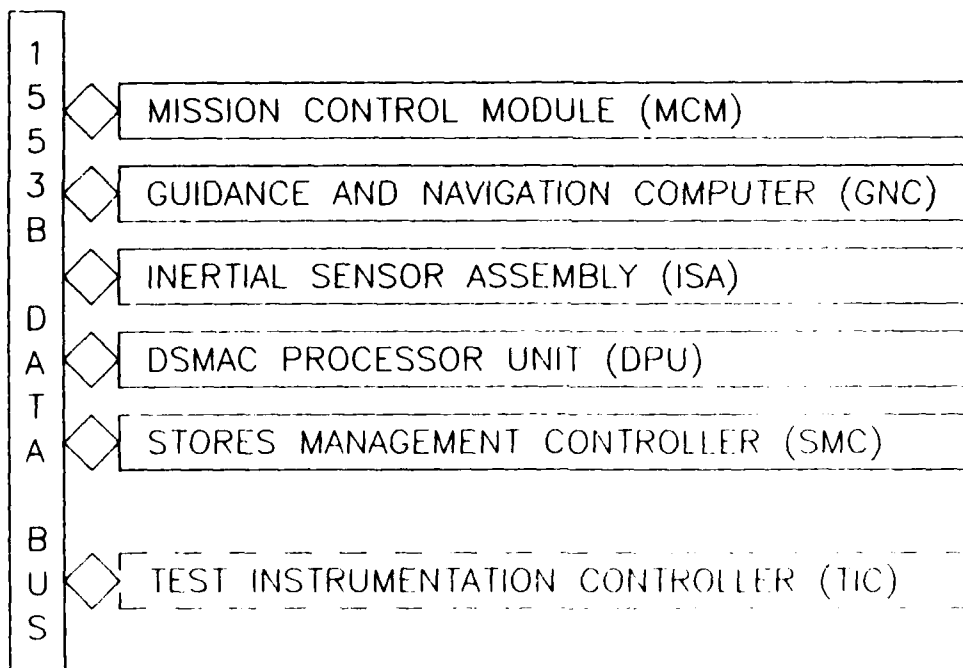 1553B DATA BUS
MISSION CONTROL MODULE (MCM)
GUIDANCE AND NAVIGATION COMPUTER (GNC)
INERTIAL SENSOR ASSEMBLY (ISA)
DSMAC PROCESSOR UNIT (DPU)
STORES MANAGEMENT CONTROLLER (SMC)
TEST INSTRUMENTATION CONTROLLER (TIC)